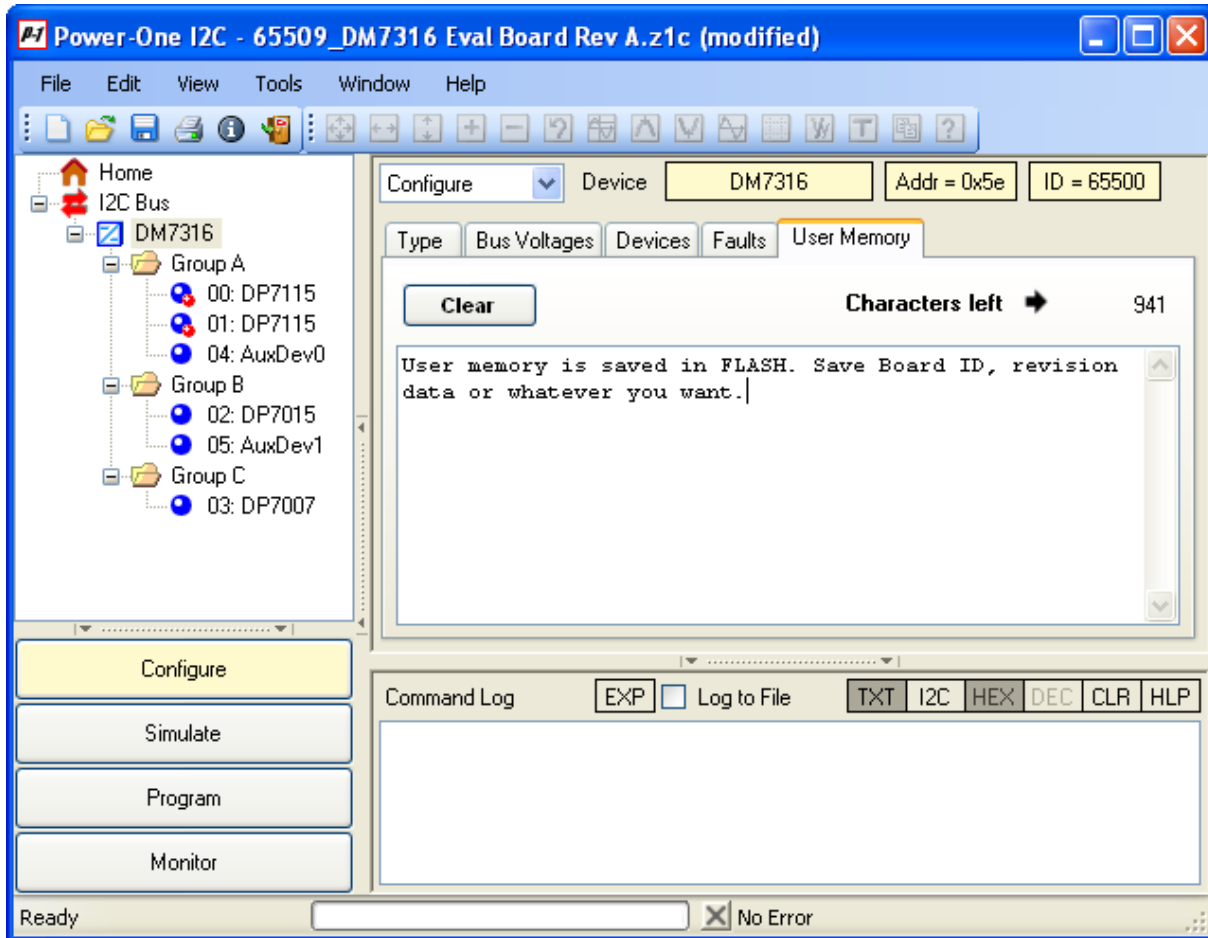 Power-One I2C - 65509_DM7316 Eval Board Rev A.z1c (modified)
File Edit View Tools Window Help
Home
I2C Bus
DM7316
Group A
00: DP7115
01: DP7115
04: AuxDev0
Group B
02: DP7015
05: AuxDev1
Group C
03: DP7007
Configure
Simulate
Program
Monitor
Configure Device DM7316 Addr = 0x5e ID = 65500
Type Bus Voltages Devices Faults User Memory
Clear Characters left 941
User memory is saved in FLASH. Save Board ID, revision
data or whatever you want.
Command Log EXP Log to File TXT I2C HEX DEC CLR HLP
Ready No Error